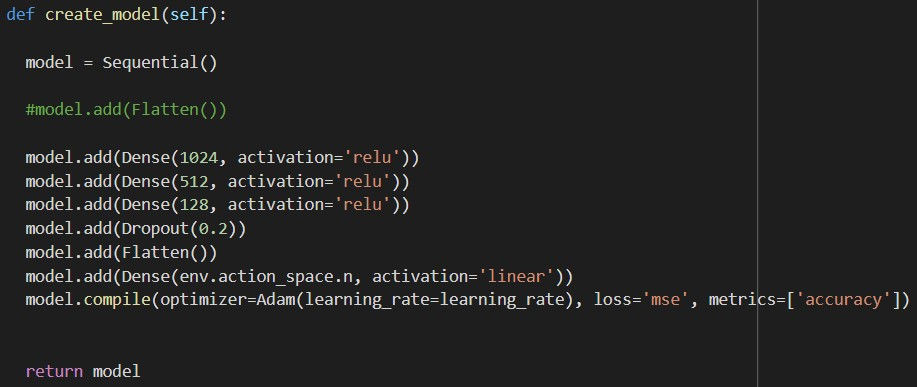 def create_model(self):
model = Sequential()
#model.add(Flatten())
model.add(Dense(1024, activation='relu'))
model.add(Dense(512, activation='relu'))
model.add(Dense(128, activation='relu'))
model.add(Dropout(0.2))
model.add(Flatten())
model.add(Dense(env.action_space.n, activation='linear'))
model.compile(optimizer=Adam(learning_rate=learning_rate), loss='mse', metrics=['accuracy'])
return model